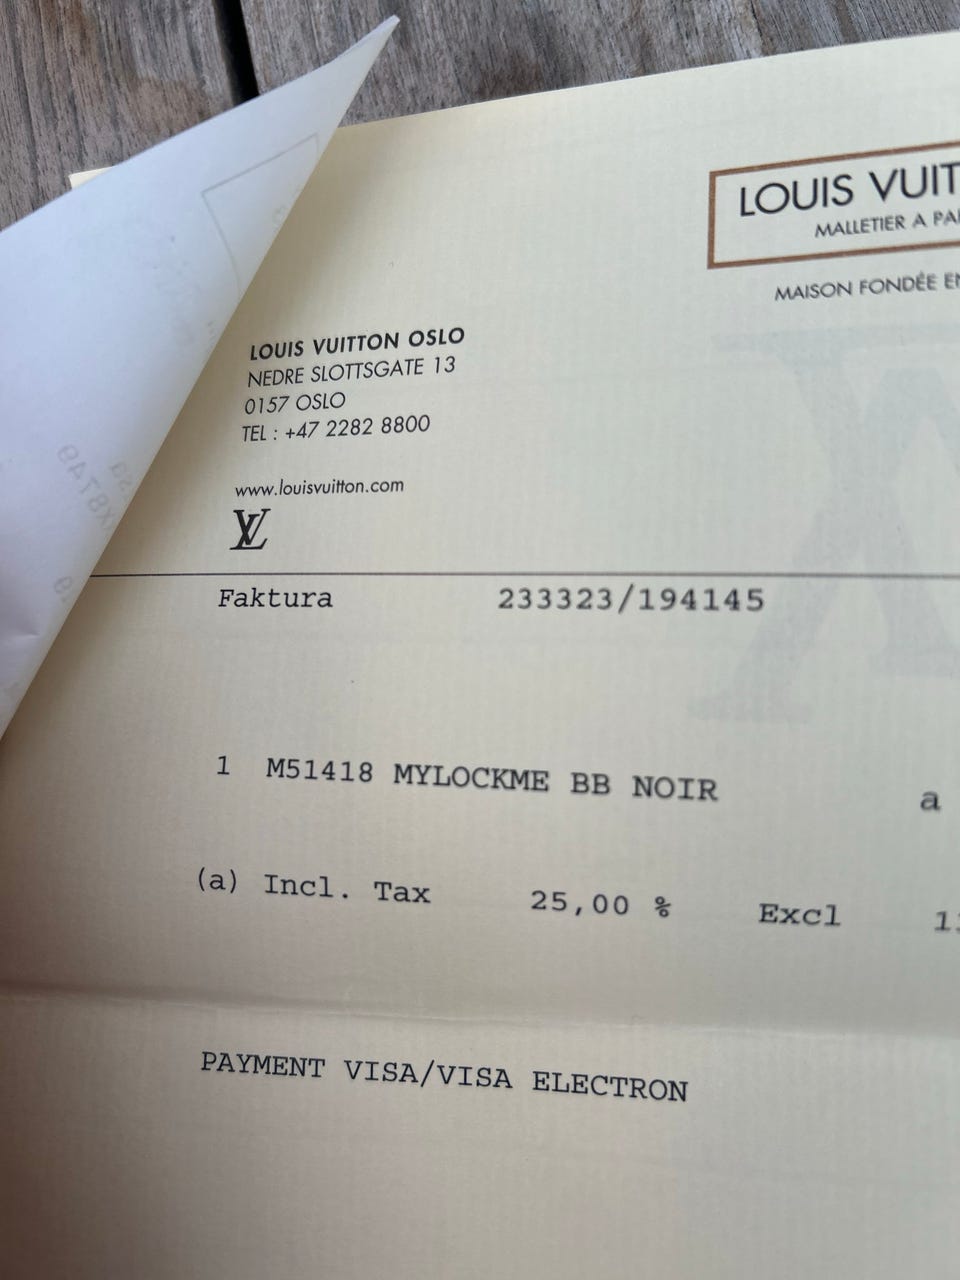 LOUIS VUIT
MALLETIER A PA
MAISON FONDÉE EN
LOUIS VUITTON OSLO
NEDRE SLOTTSGATE 13
0157 OSLO
TEL : +47 2282 8800
www.louisvuitton.com
LV
Faktura 233323/194145
1 M51418 MYLOCKME BB NOIR a
(a) Incl. Tax 25,00 % Excl
PAYMENT VISA/VISA ELECTRON